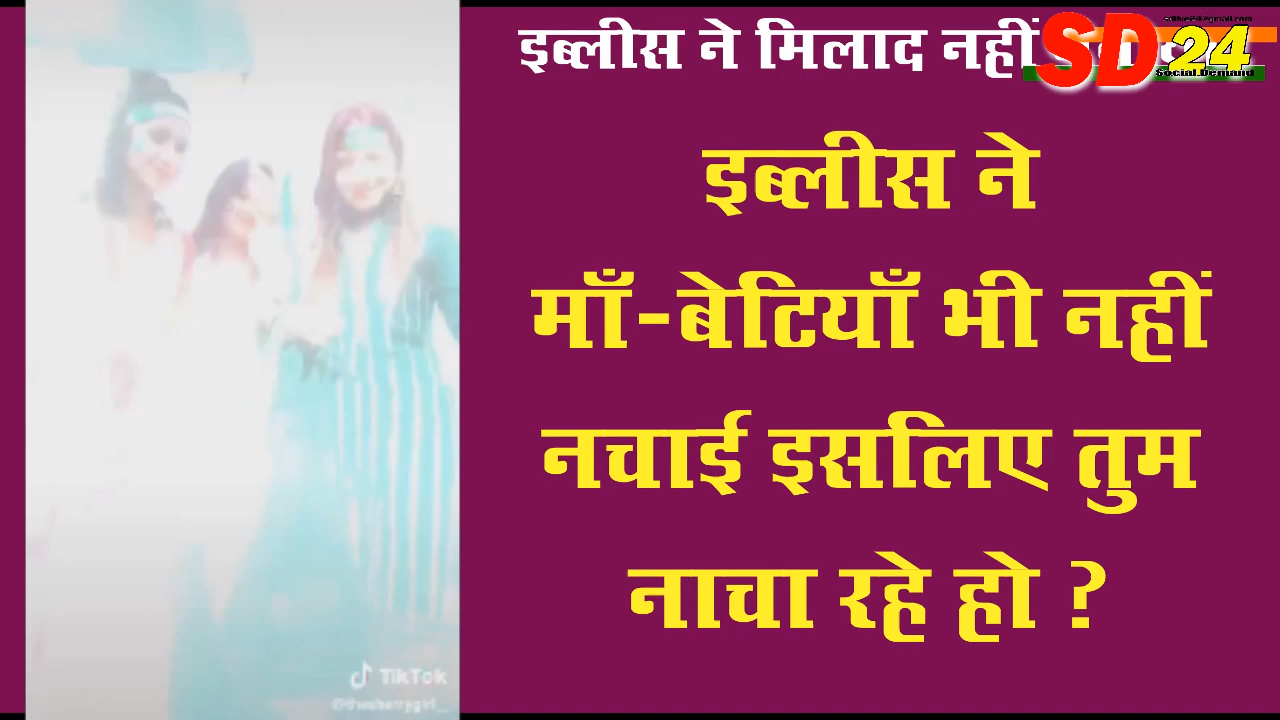 इब्लीस ने मिलाद नहीं
SD
24
Social Demand
इब्लीस ने
माँ-बेटियाँ भी नहीं
नचाई इसलिए तुम
नाचा रहे हो ?
TikTok